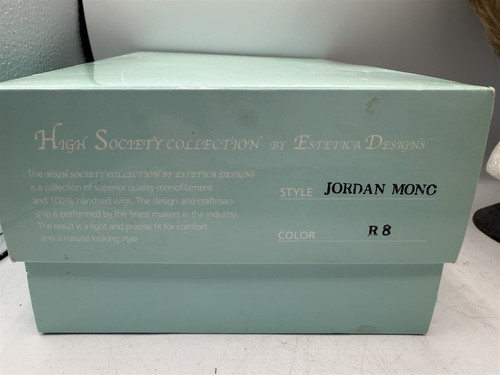 HIGH SOCIETY COLLECTION BY ESTETICA DESIGNS
The HIGH SOCIETY COLLECTION BY ESTETICA DESIGNS
is a collection of superior quality monofilament
and 100% handtied wigs. The design and craftman-
ship is performed by the finest makers in the industry.
The result is a light and precise fit for comfort
and a natural looking style.
STYLE JORDAN MONO
COLOR R8